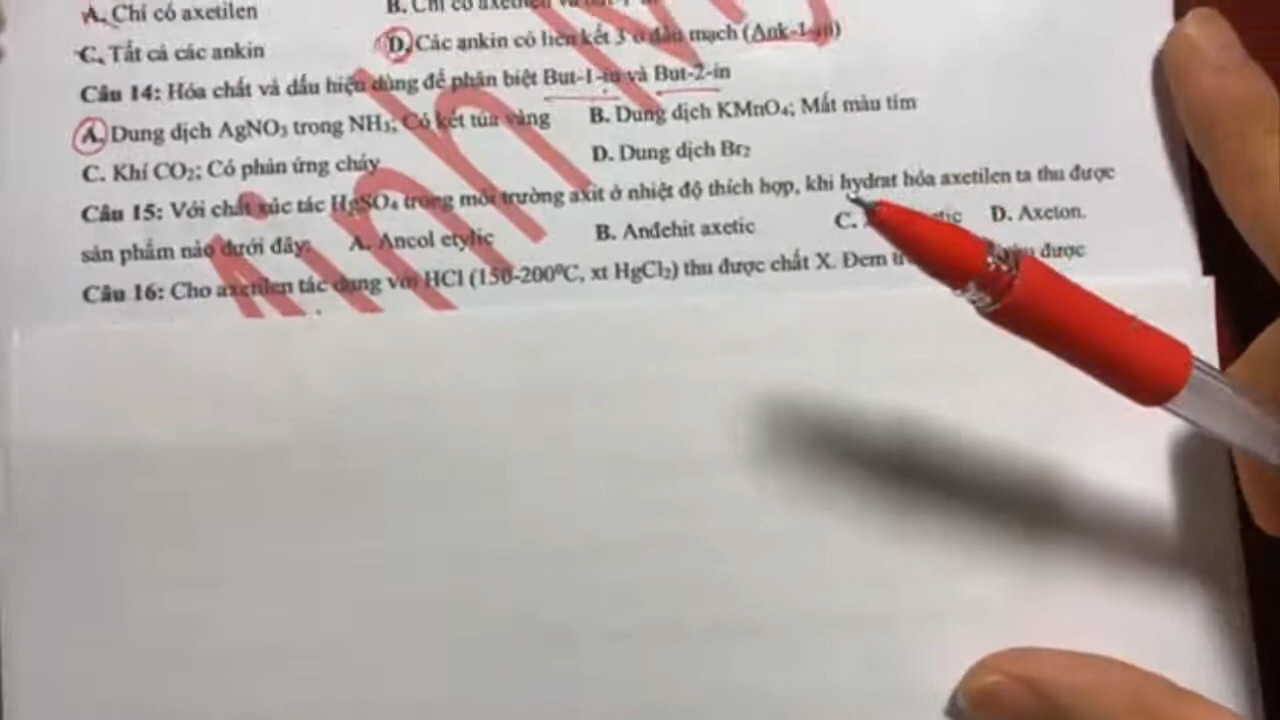 A. Chỉ có axetilen
C. Tất cả các ankin D. Các ankin có liên kết 3 ở đầu mạch (Ank-1-in)
Câu 14: Hóa chất và dấu hiệu dùng để phân biệt But-1-in và But-2-in
A. Dung dịch AgNO₃ trong NH₃; Có kết tủa vàng B. Dung dịch KMnO₄; Mất màu tím
C. Khí CO₂; Có phản ứng cháy D. Dung dịch Br₂
Câu 15: Với chất xúc tác HgSO₄ trong môi trường axit ở nhiệt độ thích hợp, khi hydrat hóa axetilen ta thu được
sản phẩm nào dưới đây: A. Ancol etylic B. Anđehit axetic C. D. Axeton.
Câu 16: Cho axetilen tác dụng với HCl (150-200⁰C, xt HgCl₂) thu được chất X. Đem được